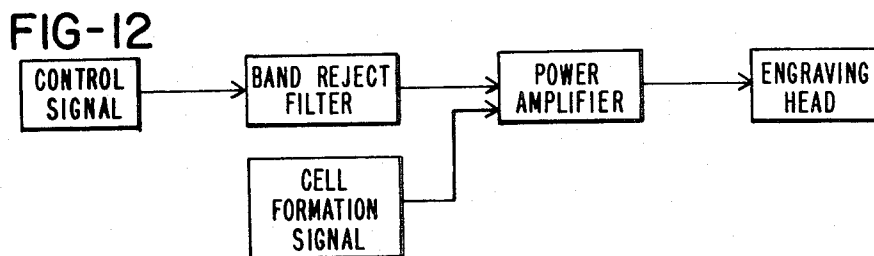 FIG-12
CONTROL
SIGNAL
BAND REJECT
FILTER
POWER
AMPLIFIER
ENGRAVING
HEAD
CELL
FORMATION
SIGNAL